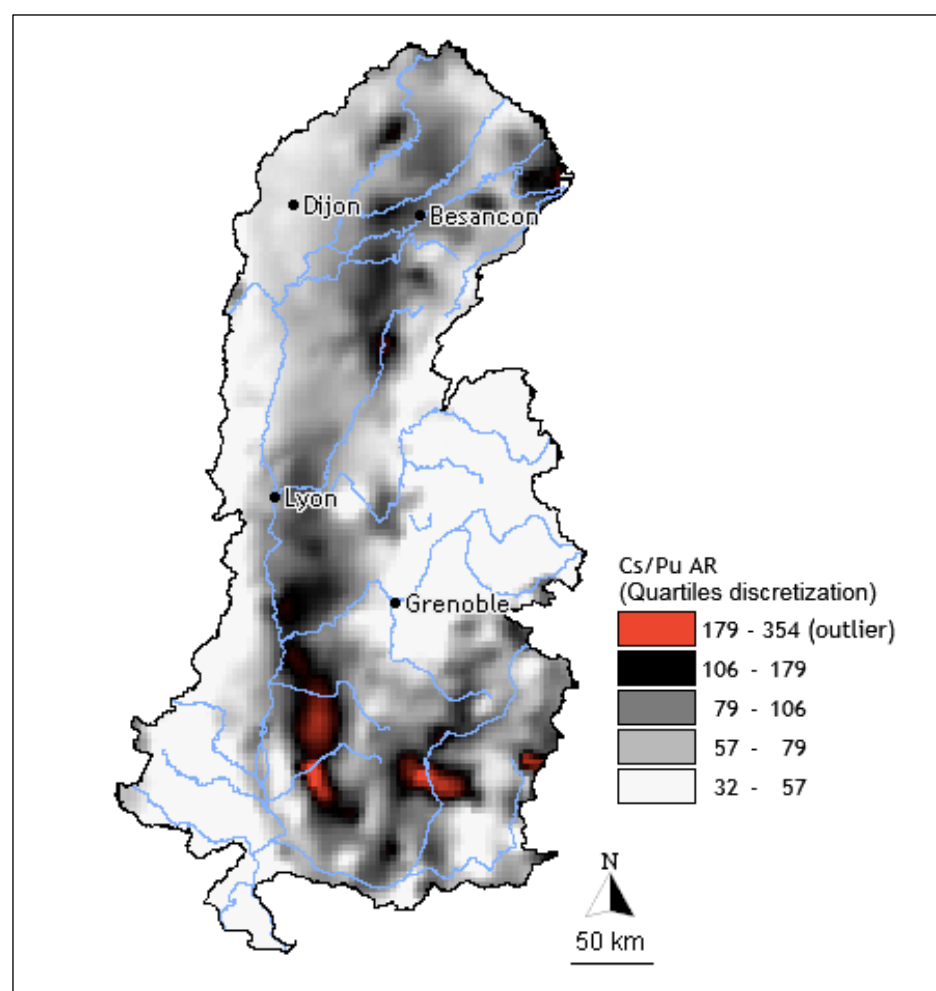 Dijon
Besancon
Lyon
Grenoble
Cs/Pu AR
(Quartiles discretization)
179 - 354 (outlier)
106 - 179
79 - 106
57 - 79
32 - 57
N
50 km